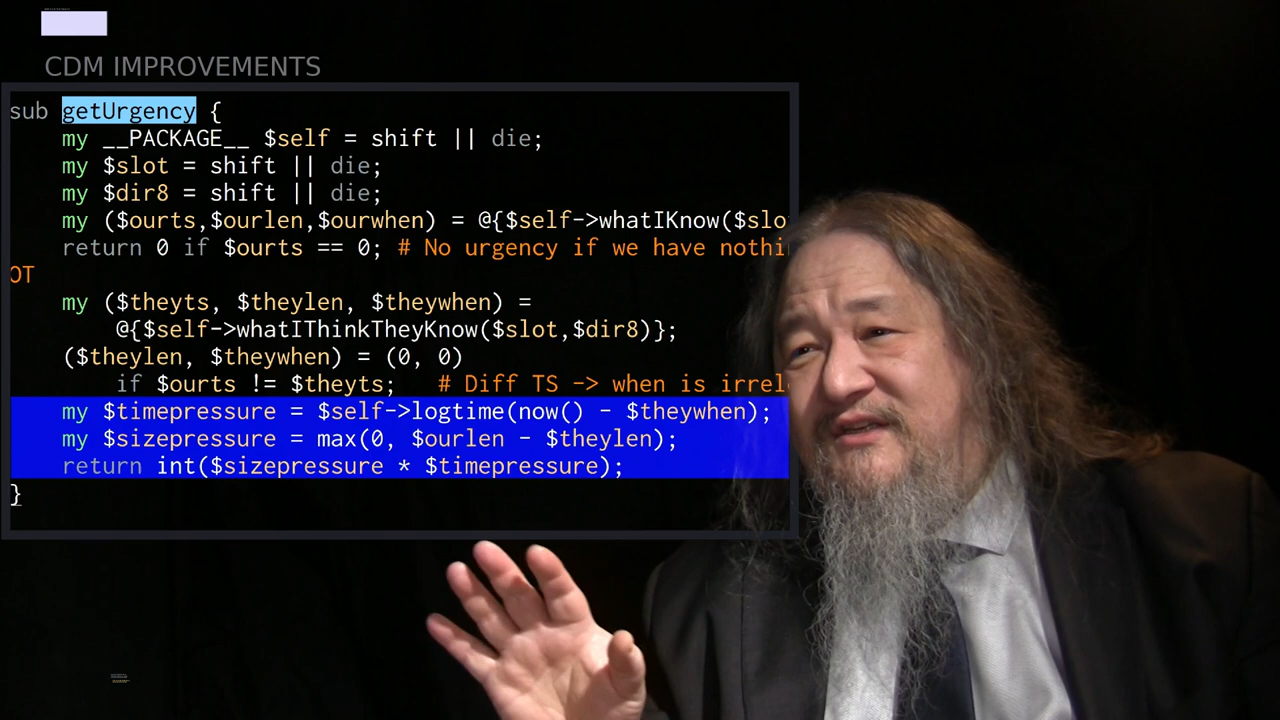 CDM IMPROVEMENTS
sub getUrgency {
my __PACKAGE__ $self = shift || die;
my $slot = shift || die;
my $dir8 = shift || die;
my ($ourts,$ourlen,$ourwhen) = @{$self->whatIKnow($slo
return 0 if $ourts == 0; # No urgency if we have nothi
OT
my ($theyts, $theylen, $theywhen) =
@{$self->whatIThinkTheyKnow($slot,$dir8)};
($theylen, $theywhen) = (0, 0)
if $ourts != $theyts; # Diff TS -> when is irrel
my $timepressure = $self->logtime(now() - $theywhen);
my $sizepressure = max(0, $ourlen - $theylen);
return int($sizepressure * $timepressure);
}